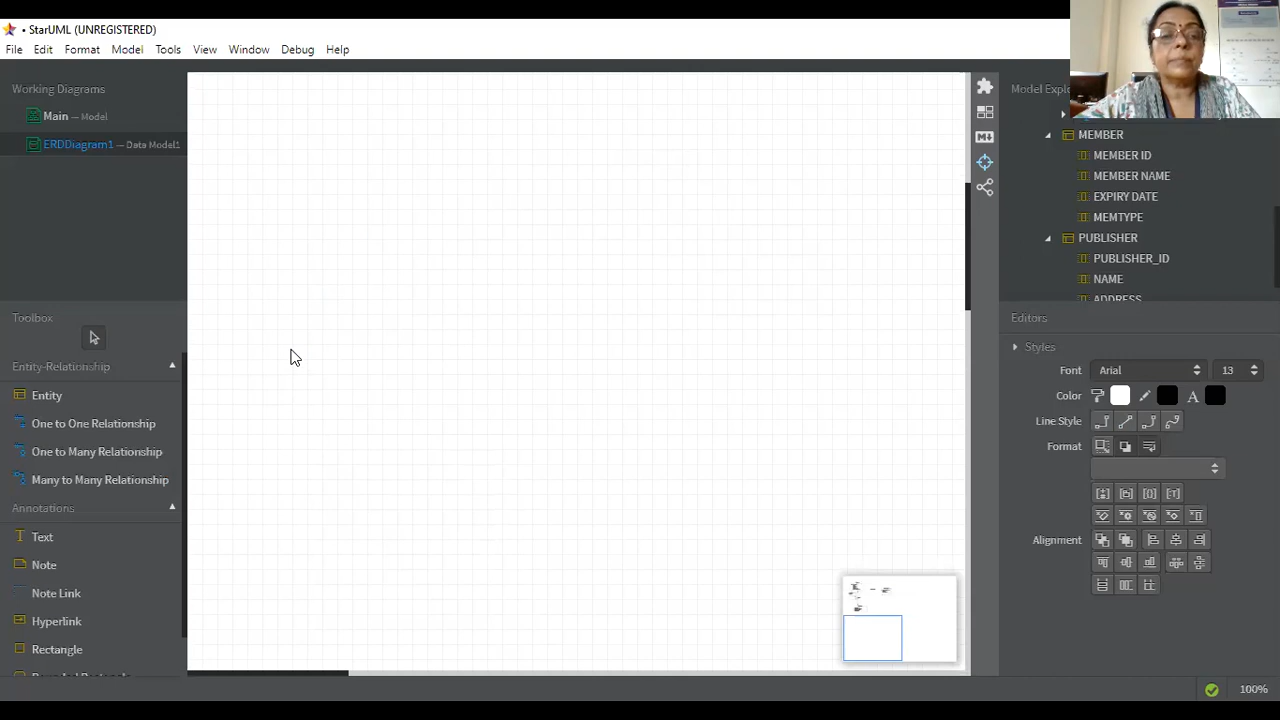 • StarUML (UNREGISTERED)
File Edit Format Model Tools View Window Debug Help
Working Diagrams
Main — Model
ERDDiagram1 — Data Model1
Toolbox
Entity-Relationship
Entity
One to One Relationship
One to Many Relationship
Many to Many Relationship
Annotations
Text
Note
Note Link
Hyperlink
Rectangle
Model
MEMBER
MEMBER ID
MEMBER NAME
EXPIRY DATE
MEMTYPE
PUBLISHER
PUBLISHER_ID
NAME
ADDRESS
Editors
Styles
Font Arial 13
Color
Line Style
Format
Alignment
100%